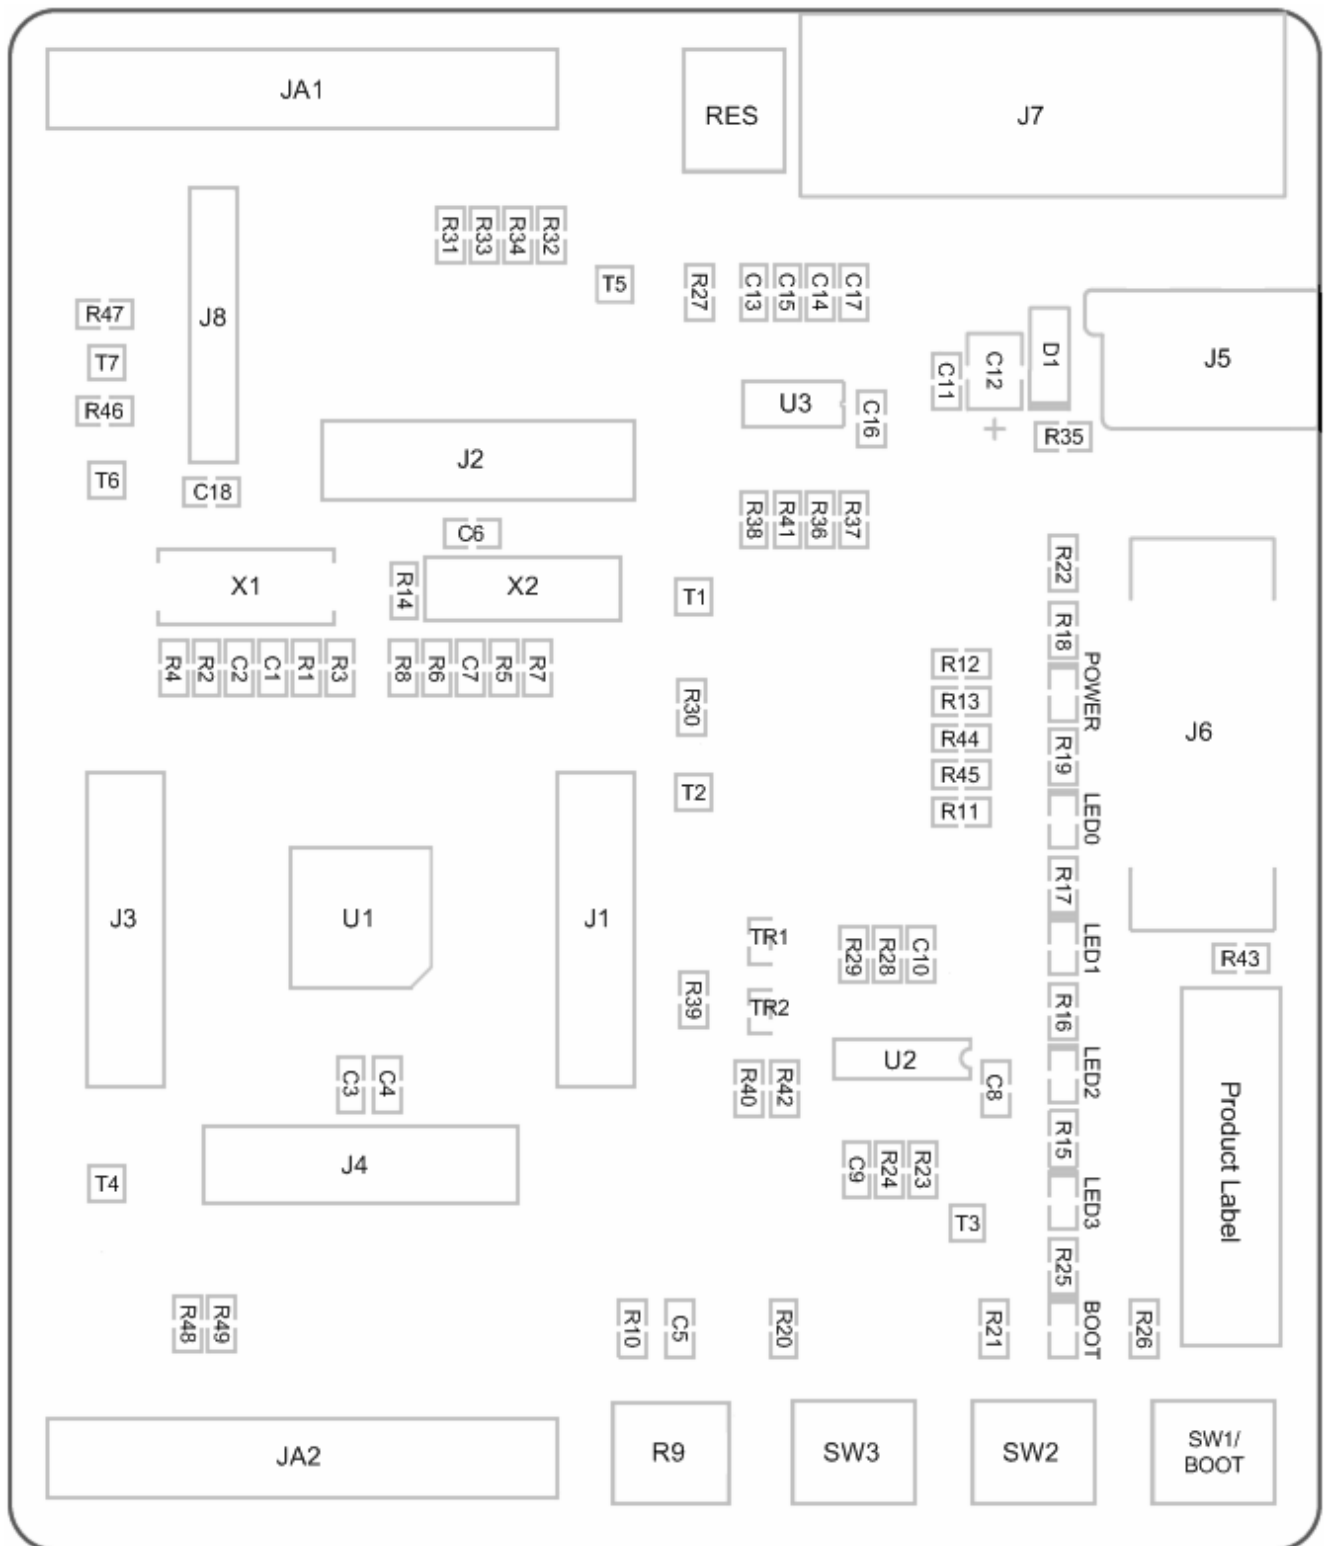 JA1
RES
J7
R31
R33
R34
R32
T5
R27
C13
C15
C14
C17
R47
J8
T7
R46
T6
C18
J2
C6
U3
C16
C11
C12
D1
+
R35
J5
R38
R41
R36
R37
X1
R14
X2
T1
R22
R18
POWER
R4
R2
C2
C1
R1
R3
R8
R6
C7
R5
R7
R30
R12
R13
R44
R45
R11
R19
LED0
J6
T2
J3
U1
J1
R17
LED1
TR1
R29
R28
C10
R43
R39
TR2
R16
LED2
U2
C8
R40
R42
C3
C4
J4
T4
C9
R24
R23
T3
R15
LED3
Product Label
R25
BOOT
R48
R49
R10
C5
R20
R21
R26
JA2
R9
SW3
SW2
SW1/
BOOT